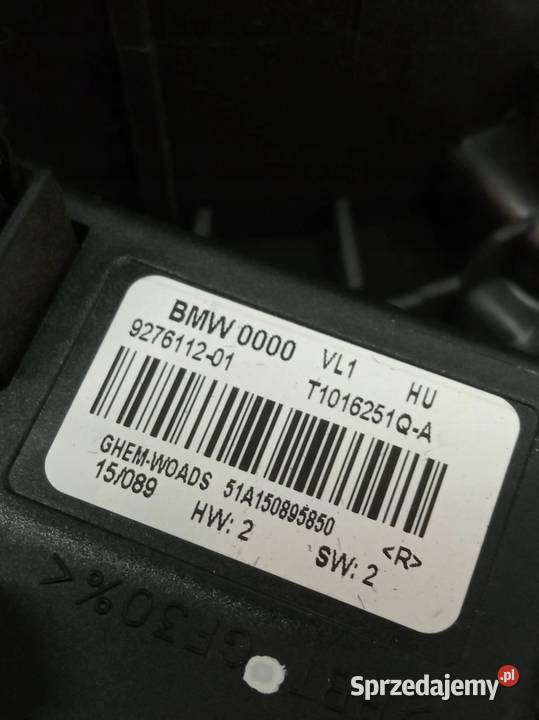 BMW 0000 VL1 HU
9276112-01 T1016251Q-A
GHEM-WOADS 51A150895850 <R>
15/089 HW: 2 SW: 2
GF30%<
Sprzedajemy.pl